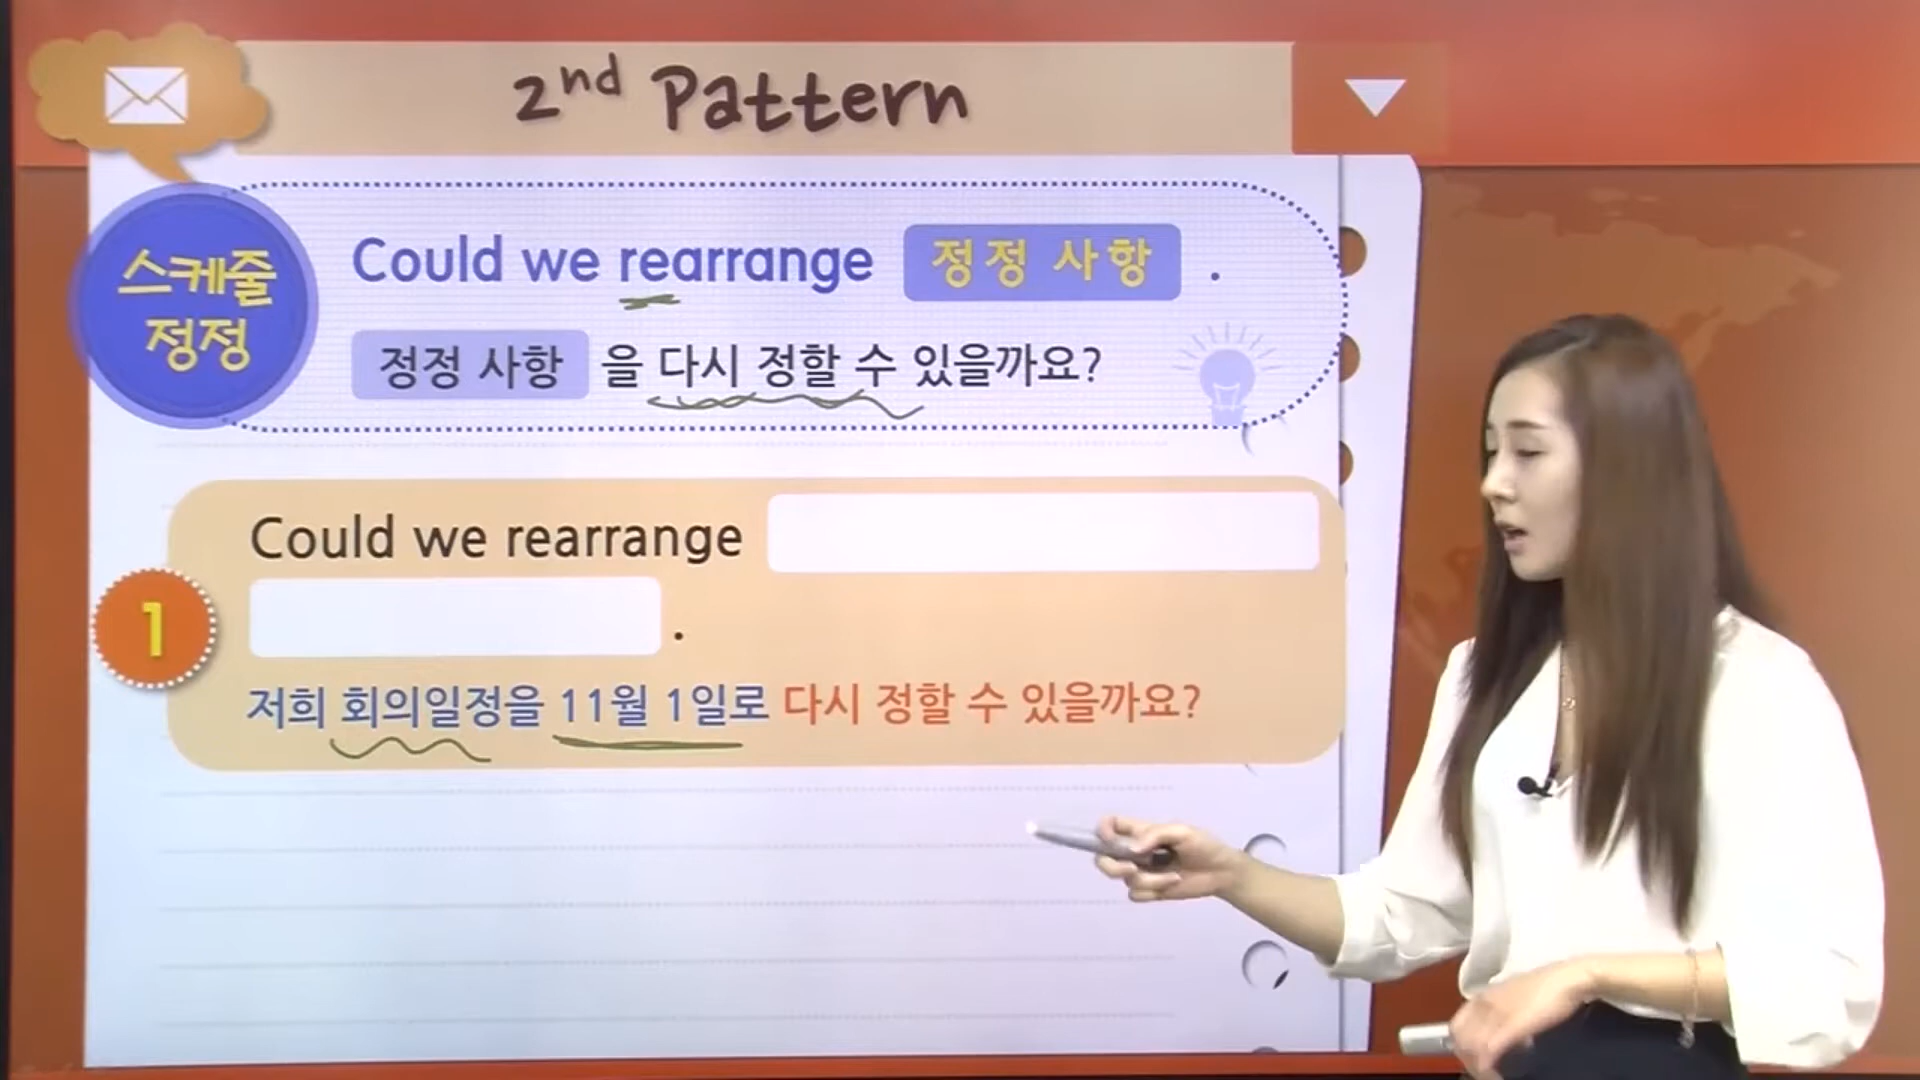 2nd Pattern
스케줄
정정
Could we rearrange 정정 사항 .
정정 사항 을 다시 정할 수 있을까요?
1
Could we rearrange
.
저희 회의일정을 11월 1일로 다시 정할 수 있을까요?